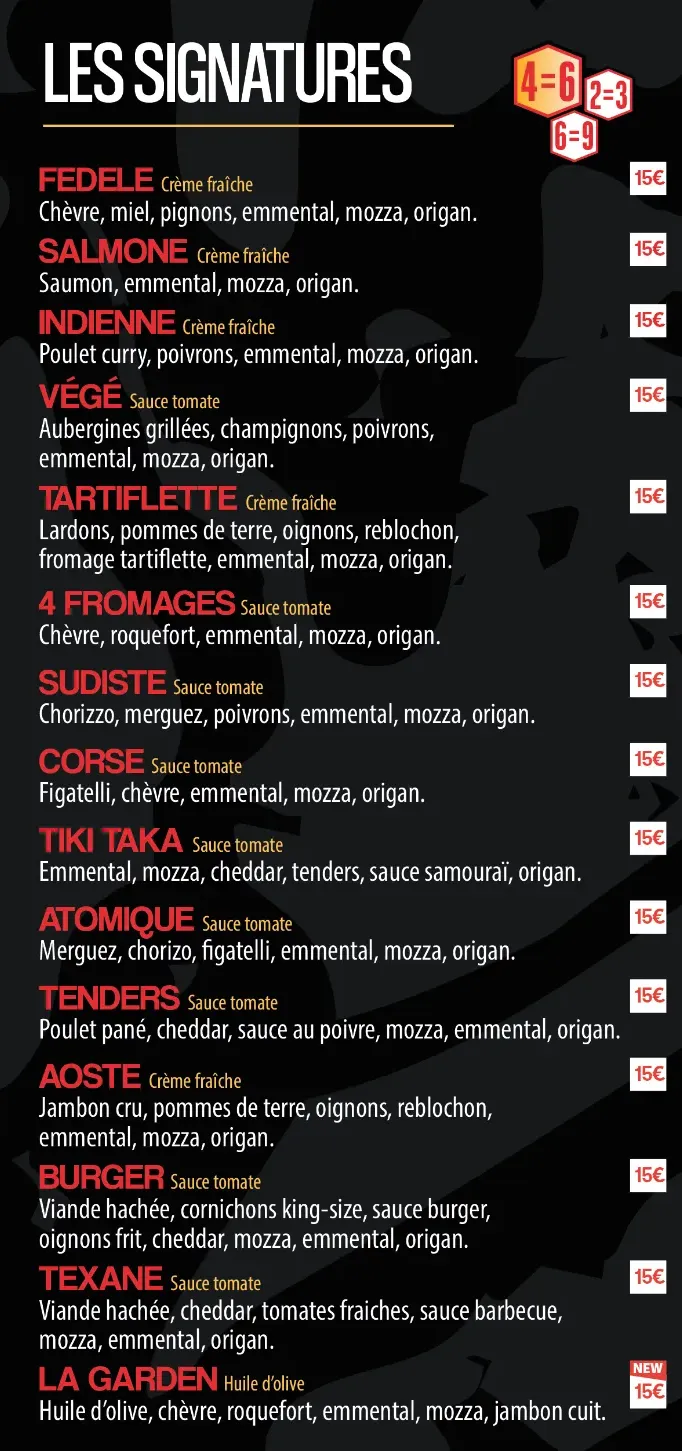 LES SIGNATURES
4=6
2=3
6=9
FEDELE Crème fraîche 15€
Chèvre, miel, pignons, emmental, mozza, origan.
SALMONE Crème fraîche 15€
Saumon, emmental, mozza, origan.
INDIENNE Crème fraîche 15€
Poulet curry, poivrons, emmental, mozza, origan.
VÉGÉ Sauce tomate 15€
Aubergines grillées, champignons, poivrons,
emmental, mozza, origan.
TARTIFLETTE Crème fraîche 15€
Lardons, pommes de terre, oignons, reblochon,
fromage tartiflette, emmental, mozza, origan.
4 FROMAGES Sauce tomate 15€
Chèvre, roquefort, emmental, mozza, origan.
SUDISTE Sauce tomate 15€
Chorizzo, merguez, poivrons, emmental, mozza, origan.
CORSE Sauce tomate 15€
Figatelli, chèvre, emmental, mozza, origan.
TIKI TAKA Sauce tomate 15€
Emmental, mozza, cheddar, tenders, sauce samouraï, origan.
ATOMIQUE Sauce tomate 15€
Merguez, chorizo, figatelli, emmental, mozza, origan.
TENDERS Sauce tomate 15€
Poulet pané, cheddar, sauce au poivre, mozza, emmental, origan.
AOSTE Crème fraîche 15€
Jambon cru, pommes de terre, oignons, reblochon,
emmental, mozza, origan.
BURGER Sauce tomate 15€
Viande hachée, cornichons king-size, sauce burger,
oignons frit, cheddar, mozza, emmental, origan.
TEXANE Sauce tomate 15€
Viande hachée, cheddar, tomates fraiches, sauce barbecue,
mozza, emmental, origan.
NEW
LA GARDEN Huile d'olive 15€
Huile d'olive, chèvre, roquefort, emmental, mozza, jambon cuit.